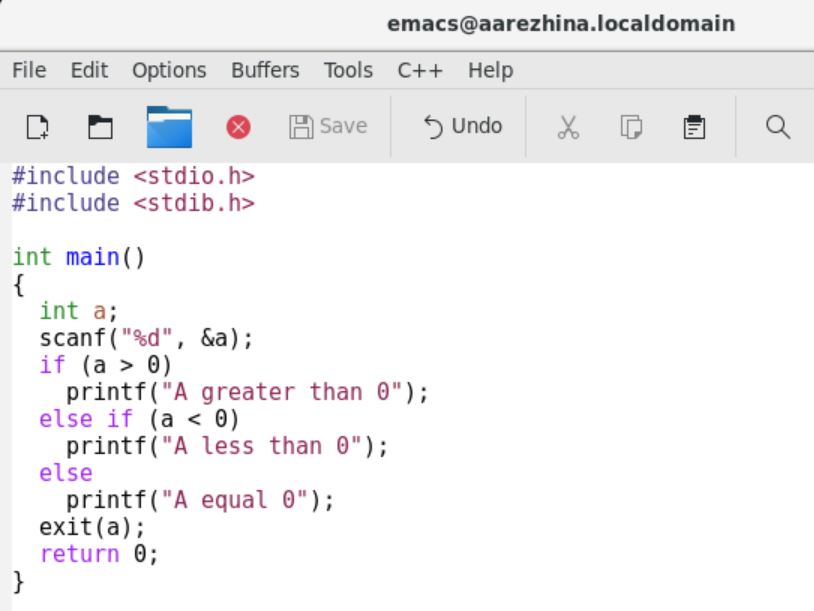 emacs@aarezhina.localdomain
File Edit Options Buffers Tools C++ Help
Save Undo
#include <stdio.h>
#include <stdib.h>

int main()
{
  int a;
  scanf("%d", &a);
  if (a > 0)
    printf("A greater than 0");
  else if (a < 0)
    printf("A less than 0");
  else
    printf("A equal 0");
  exit(a);
  return 0;
}